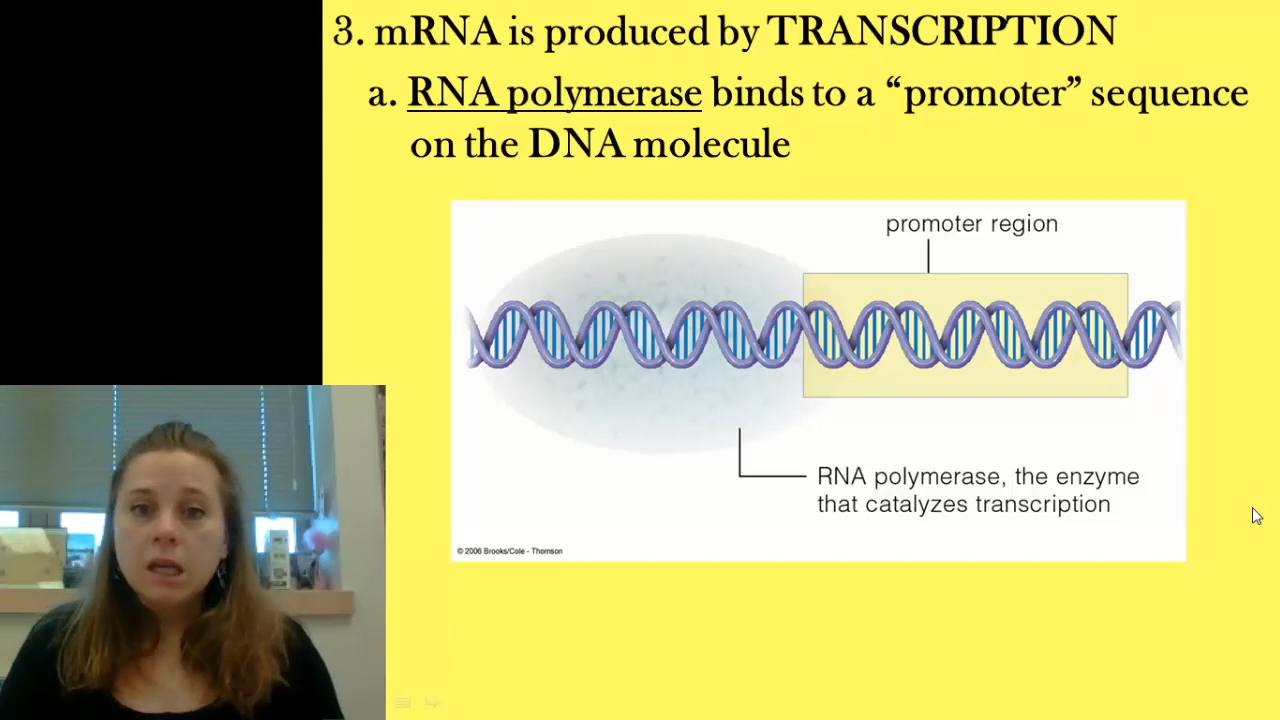 3. mRNA is produced by TRANSCRIPTION
a. RNA polymerase binds to a “promoter” sequence
on the DNA molecule
promoter region
RNA polymerase, the enzyme
that catalyzes transcription
© 2006 Brooks/Cole - Thomson